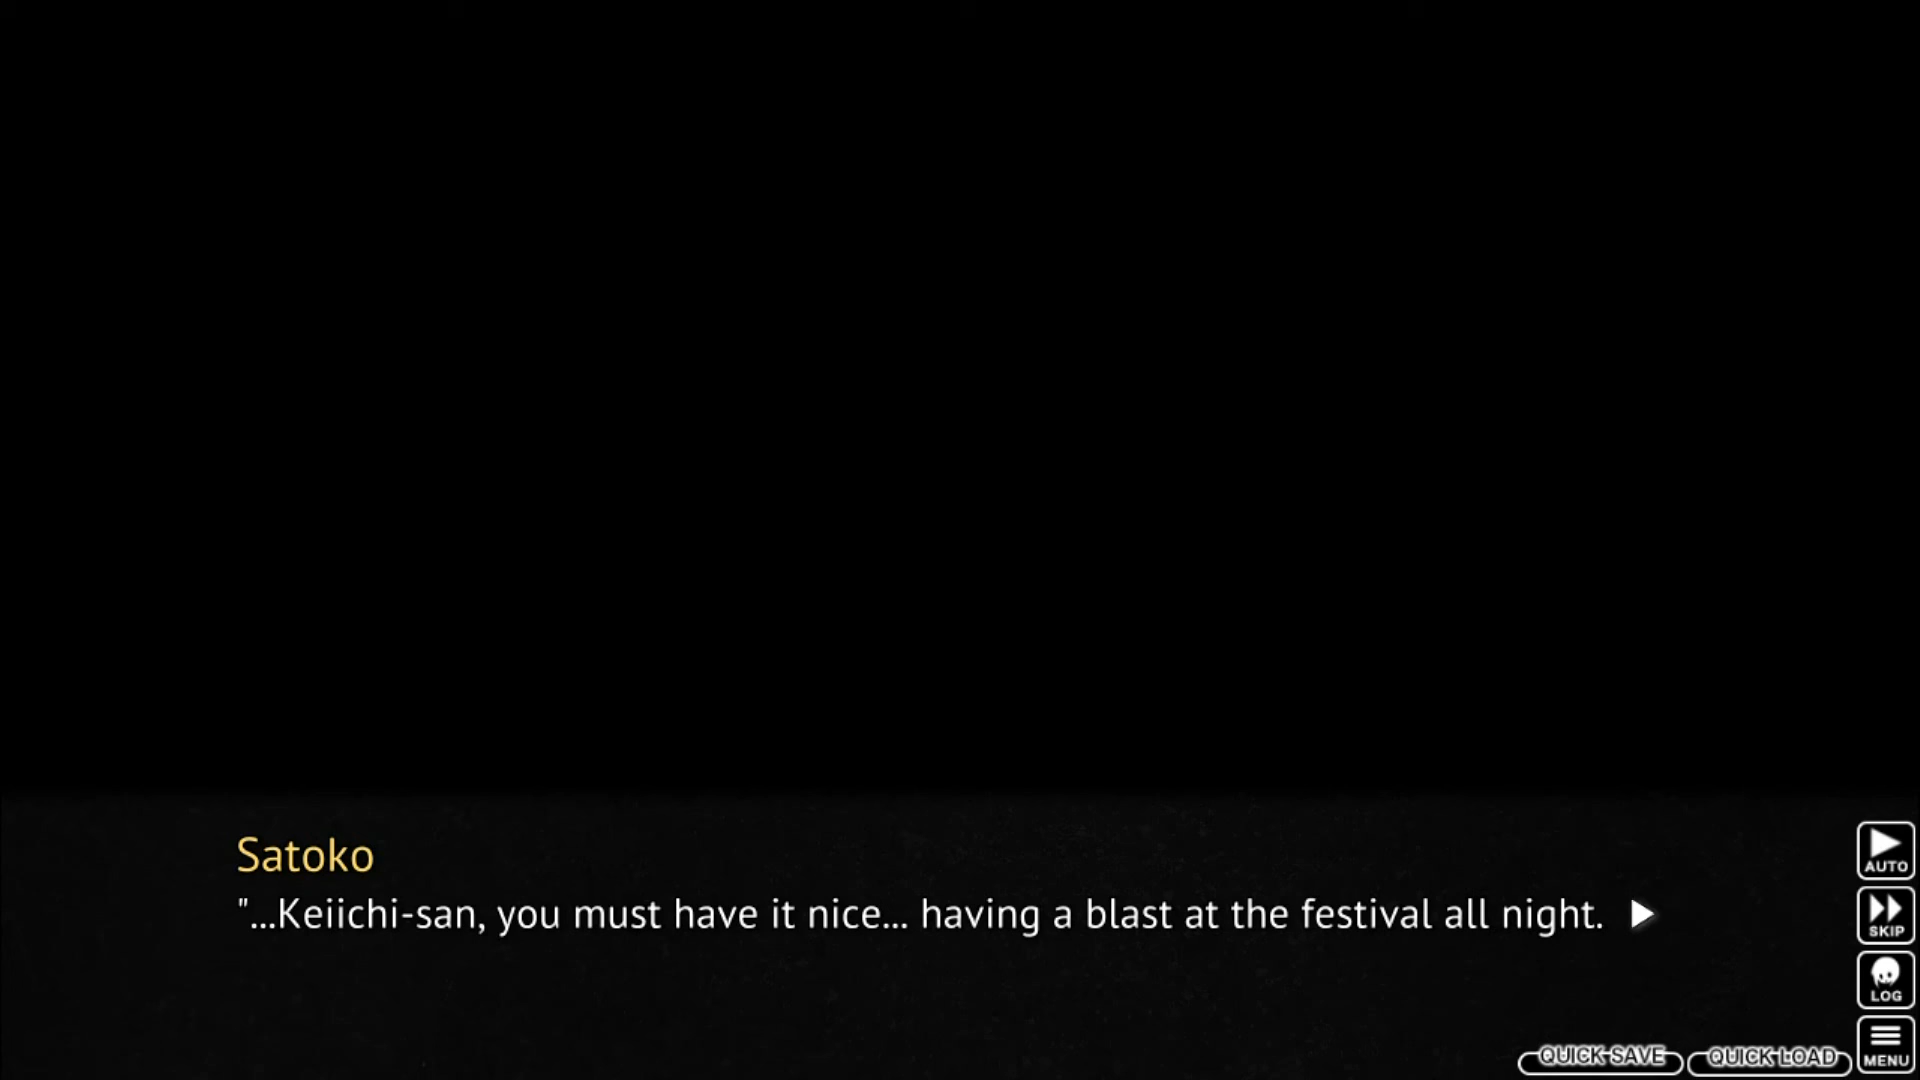 Satoko
"...Keiichi-san, you must have it nice... having a blast at the festival all night.
AUTO
SKIP
LOG
MENU
QUICK SAVE QUICK LOAD